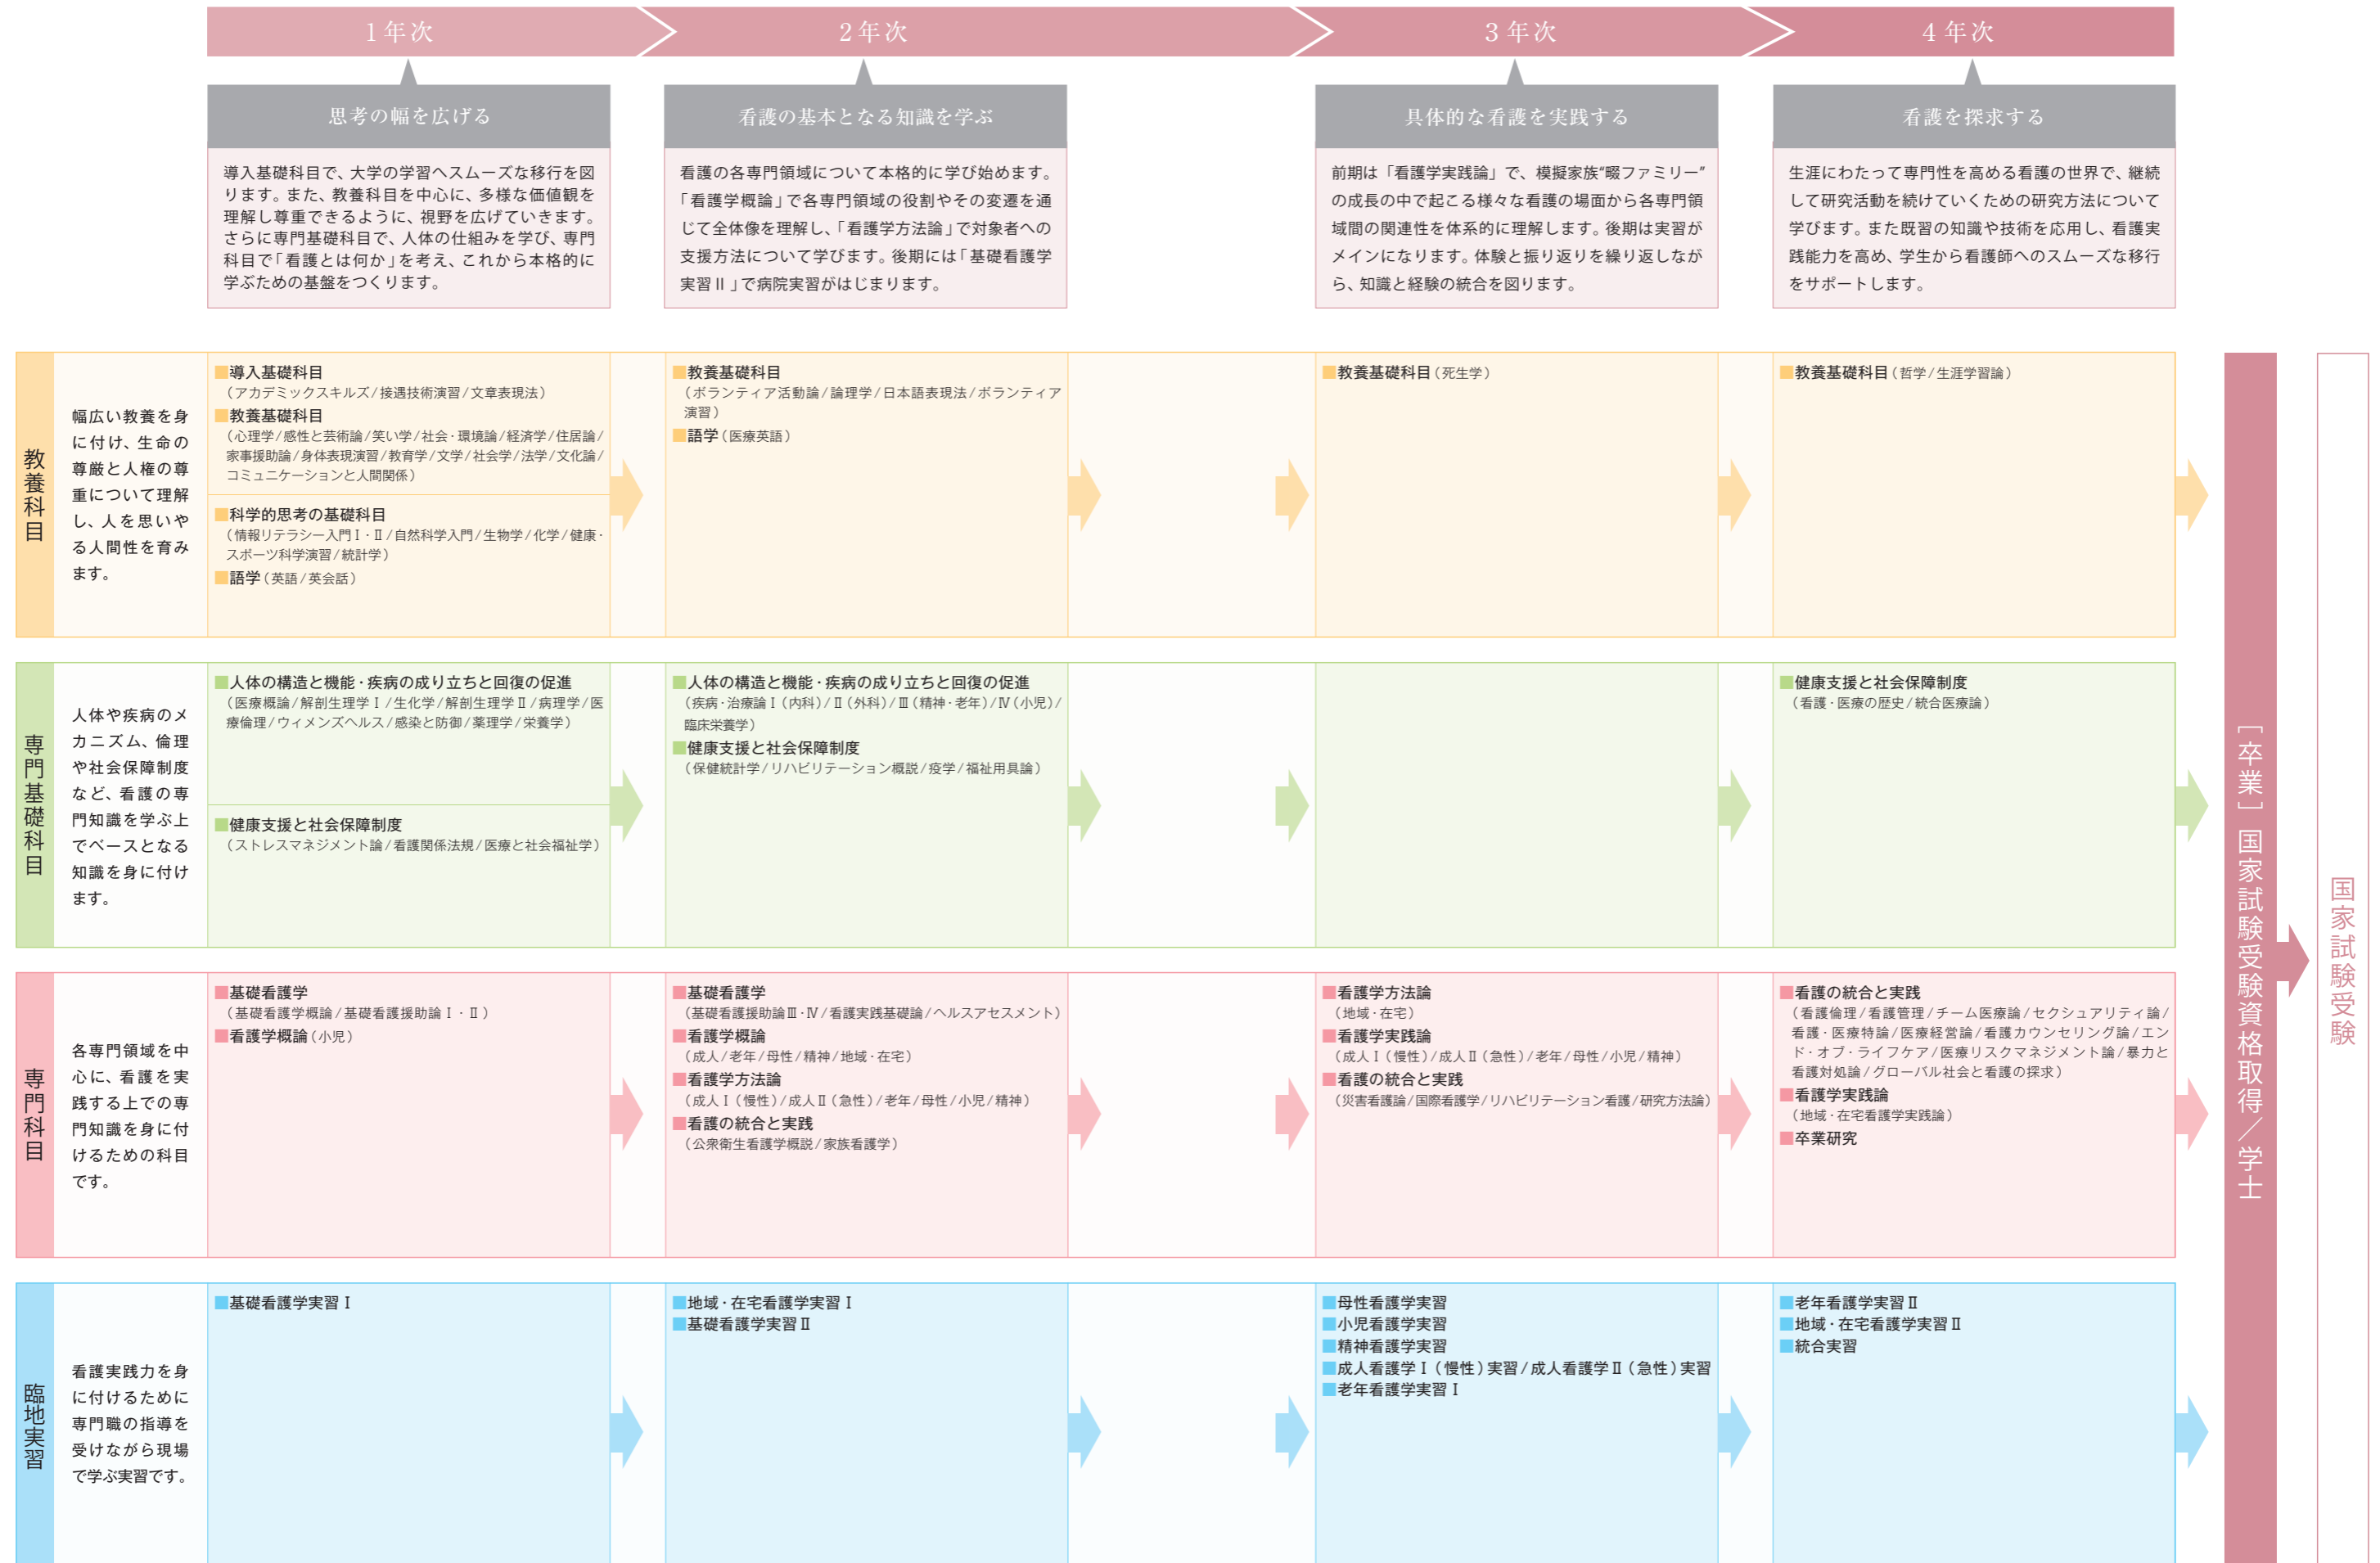 1年次
2年次
3年次
4年次
思考の幅を広げる
導入基礎科目で、大学の学習へスムーズな移行を図
ります。また、教養科目を中心に、多様な価値観を
理解し尊重できるように、視野を広げていきます。
さらに専門基礎科目で、人体の仕組みを学び、専門
科目で「看護とは何か」を考え、これから本格的に
学ぶための基盤をつくります。
看護の基本となる知識を学ぶ
看護の各専門領域について本格的に学び始めます。
「看護学概論」で各専門領域の役割やその変遷を通
じて全体像を理解し、「看護学方法論」で対象者への
支援方法について学びます。後期には「基礎看護学
実習Ⅱ」で病院実習がはじまります。
具体的な看護を実践する
前期は「看護学実践論」で、模擬家族“畷ファミリー”
の成長の中で起こる様々な看護の場面から各専門領
域間の関連性を体系的に理解します。後期は実習が
メインになります。体験と振り返りを繰り返しなが
ら、知識と経験の統合を図ります。
看護を探求する
生涯にわたって専門性を高める看護の世界で、継続
して研究活動を続けていくための研究方法について
学びます。また既習の知識や技術を応用し、看護実
践能力を高め、学生から看護師へのスムーズな移行
をサポートします。
教養科目
幅広い教養を身
に付け、生命の
尊厳と人権の尊
重について理解
し、人を思いや
る人間性を育み
ます。
■導入基礎科目
（アカデミックスキルズ/接遇技術演習/文章表現法）
■教養基礎科目
（心理学/感性と芸術論/笑い学/社会・環境論/経済学/住居論/
家事援助論/身体表現演習/教育学/文学/社会学/法学/文化論/
コミュニケーションと人間関係）
■科学的思考の基礎科目
（情報リテラシー入門Ⅰ・Ⅱ/自然科学入門/生物学/化学/健康・
スポーツ科学演習/統計学）
■語学（英語/英会話）
■教養基礎科目
（ボランティア活動論/論理学/日本語表現法/ボランティア
演習）
■語学（医療英語）
■教養基礎科目（死生学）
■教養基礎科目（哲学/生涯学習論）
専門基礎科目
人体や疾病のメ
カニズム、倫理
や社会保障制度
など、看護の専
門知識を学ぶ上
でベースとなる
知識を身に付け
ます。
■人体の構造と機能・疾病の成り立ちと回復の促進
（医療概論/解剖生理学Ⅰ/生化学/解剖生理学Ⅱ/病理学/医
療倫理/ウィメンズヘルス/感染と防御/薬理学/栄養学）
■健康支援と社会保障制度
（ストレスマネジメント論/看護関係法規/医療と社会福祉学）
■人体の構造と機能・疾病の成り立ちと回復の促進
（疾病・治療論Ⅰ（内科）/Ⅱ（外科）/Ⅲ（精神・老年）/Ⅳ（小児）/
臨床栄養学）
■健康支援と社会保障制度
（保健統計学/リハビリテーション概説/疫学/福祉用具論）
■健康支援と社会保障制度
（看護・医療の歴史/統合医療論）
専門科目
各専門領域を中
心に、看護を実
践する上での専
門知識を身に付
けるための科目
です。
■基礎看護学
（基礎看護学概論/基礎看護援助論Ⅰ・Ⅱ）
■看護学概論（小児）
■基礎看護学
（基礎看護援助論Ⅲ・Ⅳ/看護実践基礎論/ヘルスアセスメント）
■看護学概論
（成人/老年/母性/精神/地域・在宅）
■看護学方法論
（成人Ⅰ（慢性）/成人Ⅱ（急性）/老年/母性/小児/精神）
■看護の統合と実践
（公衆衛生看護学概説/家族看護学）
■看護学方法論
（地域・在宅）
■看護学実践論
（成人Ⅰ（慢性）/成人Ⅱ（急性）/老年/母性/小児/精神）
■看護の統合と実践
（災害看護論/国際看護学/リハビリテーション看護/研究方法論）
■看護の統合と実践
（看護倫理/看護管理/チーム医療論/セクシュアリティ論/
看護・医療特論/医療経営論/看護カウンセリング論/エン
ド・オブ・ライフケア/医療リスクマネジメント論/暴力と
看護対処論/グローバル社会と看護の探求）
■看護学実践論
（地域・在宅看護学実践論）
■卒業研究
臨地実習
看護実践力を身
に付けるために
専門職の指導を
受けながら現場
で学ぶ実習です。
■基礎看護学実習Ⅰ
■地域・在宅看護学実習Ⅰ
■基礎看護学実習Ⅱ
■母性看護学実習
■小児看護学実習
■精神看護学実習
■成人看護学Ⅰ（慢性）実習/成人看護学Ⅱ（急性）実習
■老年看護学実習Ⅰ
■老年看護学実習Ⅱ
■地域・在宅看護学実習Ⅱ
■統合実習
［卒業］国家試験受験資格取得／学士
国家試験受験